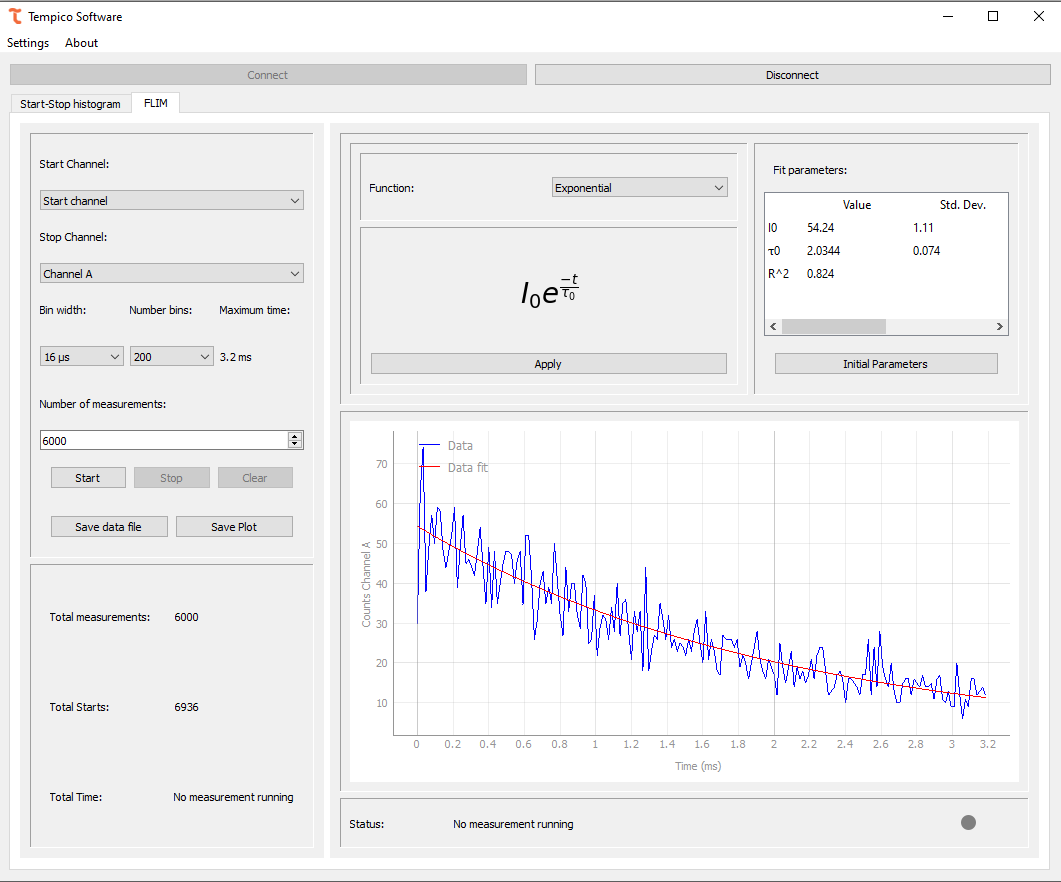 Tempico Software
Settings About
Connect Disconnect
Start-Stop histogram FLIM
Start Channel:
Start channel
Stop Channel:
Channel A
Bin width: Number bins: Maximum time:
16 µs 200 3.2 ms
Number of measurements:
6000
Start Stop Clear
Save data file Save Plot
Total measurements: 6000
Total Starts: 6936
Total Time: No measurement running
Function: Exponential
I₀e^(-t/τ₀)
Apply
Fit parameters:
Value Std. Dev.
I0 54.24 1.11
τ0 2.0344 0.074
R^2 0.824
Initial Parameters
Data
Data fit
Counts Channel A
70
60
50
40
30
20
10
0 0.2 0.4 0.6 0.8 1 1.2 1.4 1.6 1.8 2 2.2 2.4 2.6 2.8 3 3.2
Time (ms)
Status: No measurement running